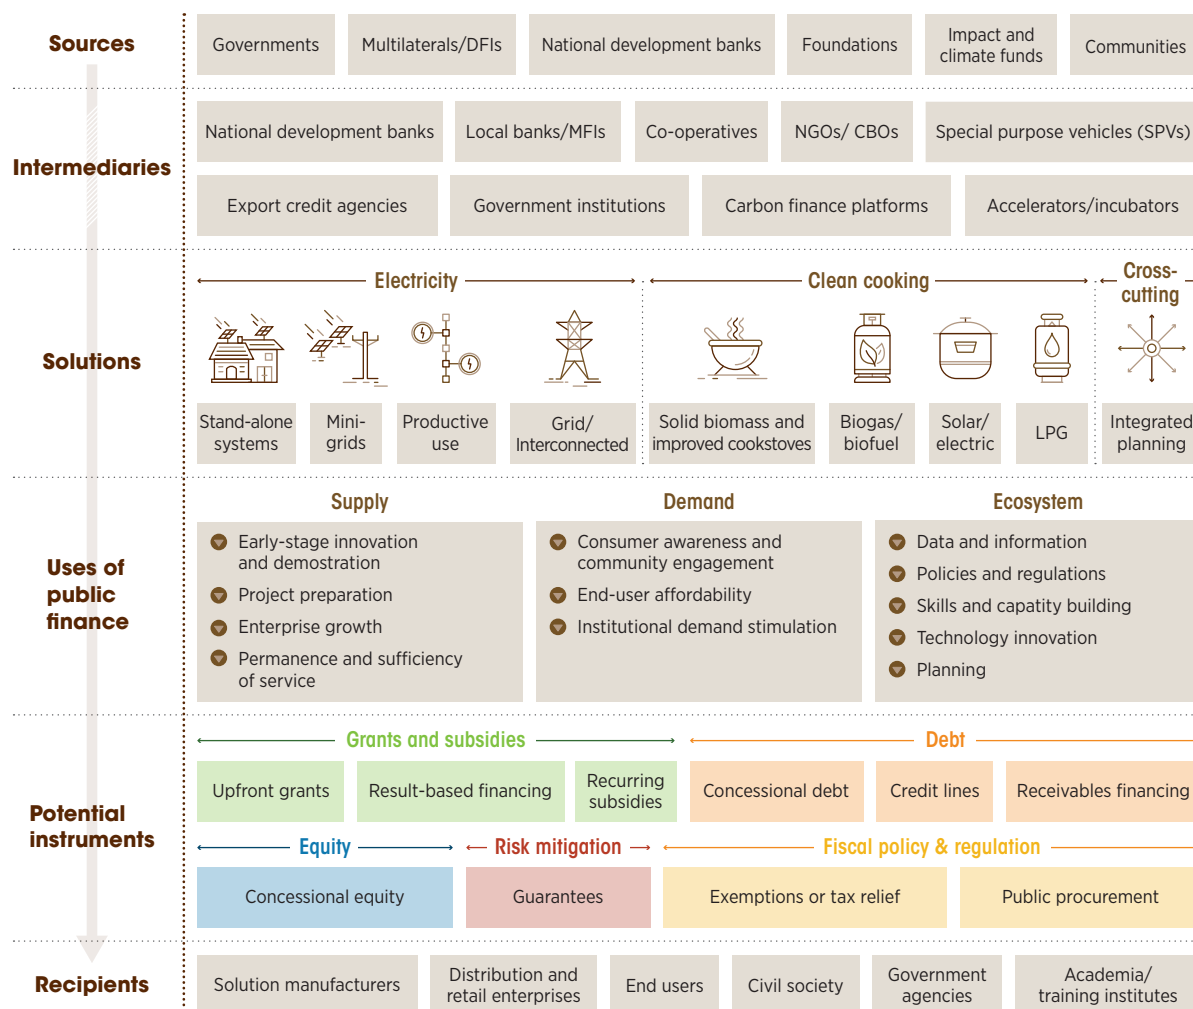 Sources
Governments
Multilaterals/DFIs
National development banks
Foundations
Impact and
climate funds
Communities
Intermediaries
National development banks
Local banks/MFIs
Co-operatives
NGOs/ CBOs
Special purpose vehicles (SPVs)
Export credit agencies
Government institutions
Carbon finance platforms
Accelerators/incubators
Solutions
Electricity
Clean cooking
Cross-
cutting
Stand-alone
systems
Mini-
grids
Productive
use
Grid/
Interconnected
Solid biomass and
improved cookstoves
Biogas/
biofuel
Solar/
electric
LPG
Integrated
planning
Uses of
public
finance
Supply
Early-stage innovation
and demostration
Project preparation
Enterprise growth
Permanence and sufficiency
of service
Demand
Consumer awareness and
community engagement
End-user affordability
Institutional demand stimulation
Ecosystem
Data and information
Policies and regulations
Skills and capatity building
Technology innovation
Planning
Potential
instruments
Grants and subsidies
Debt
Upfront grants
Result-based financing
Recurring
subsidies
Concessional debt
Credit lines
Receivables financing
Equity
Risk mitigation
Fiscal policy & regulation
Concessional equity
Guarantees
Exemptions or tax relief
Public procurement
Recipients
Solution manufacturers
Distribution and
retail enterprises
End users
Civil society
Government
agencies
Academia/
training institutes